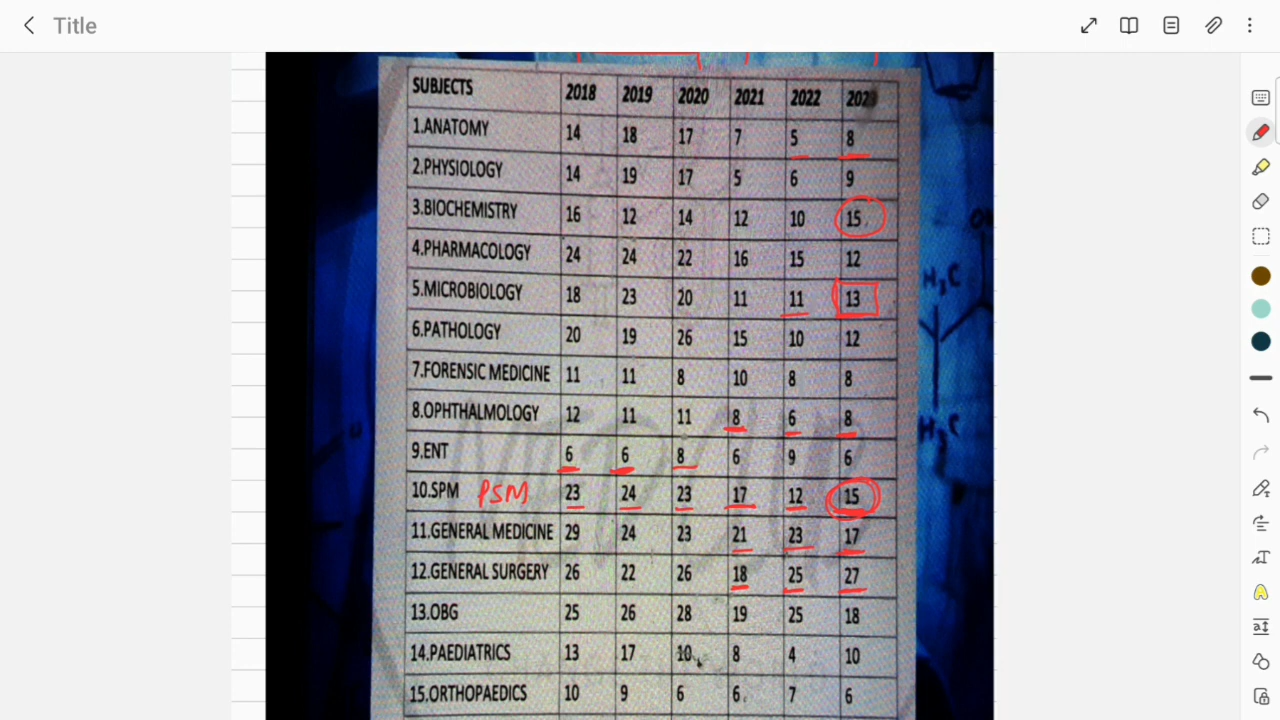 Title
SUBJECTS 2018 2019 2020 2021 2022 2023
1.ANATOMY 14 18 17 7 5 8
2.PHYSIOLOGY 14 19 17 5 6 9
3.BIOCHEMISTRY 16 12 14 12 10 15
4.PHARMACOLOGY 24 24 22 16 15 12
5.MICROBIOLOGY 18 23 20 11 11 13
6.PATHOLOGY 20 19 26 15 10 12
7.FORENSIC MEDICINE 11 11 8 10 8 8
8.OPHTHALMOLOGY 12 11 11 8 6 8
9.ENT 6 6 8 6 9 6
10.SPM PSM 23 24 23 17 12 15
11.GENERAL MEDICINE 29 24 23 21 23 17
12.GENERAL SURGERY 26 22 26 18 25 27
13.OBG 25 26 28 19 25 18
14.PAEDIATRICS 13 17 10 8 4 10
15.ORTHOPAEDICS 10 9 6 6 7 6
H₃C
H₃C